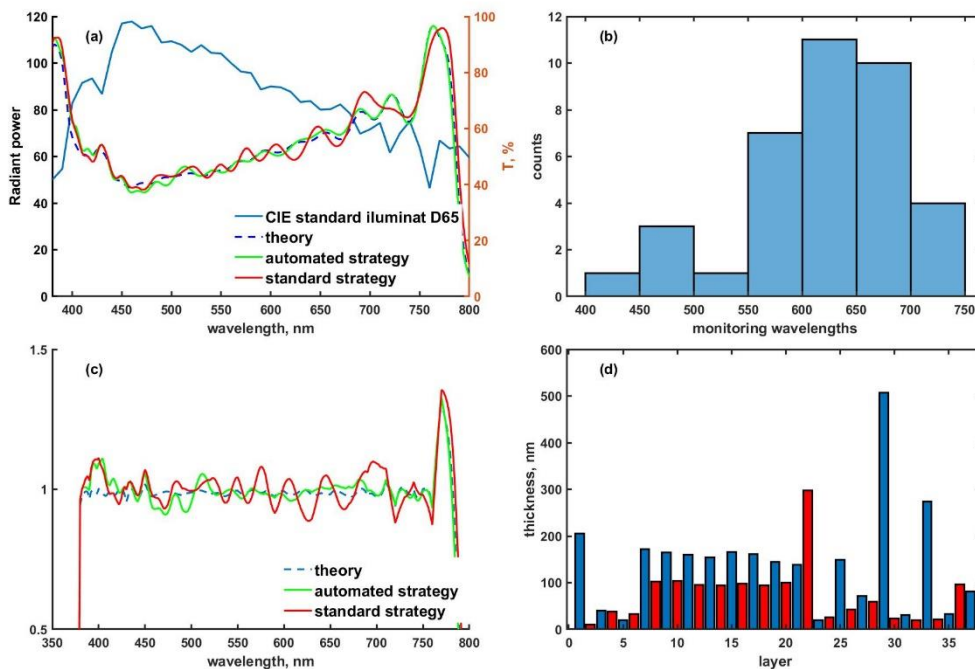 (a)
120
100
80
60
40
20
0
Radiant power
100
80
60
40
20
0
T, %
CIE standard iluminat D65
theory
automated strategy
standard strategy
400 450 500 550 600 650 700 750 800
wavelength, nm
(b)
12
10
8
6
4
2
0
counts
400 450 500 550 600 650 700 750
monitoring wavelengths
(c)
1.5
1
0.5
theory
automated strategy
standard strategy
350 400 450 500 550 600 650 700 750 800
wavelength, nm
(d)
600
500
400
300
200
100
0
thickness, nm
0 5 10 15 20 25 30 35
layer